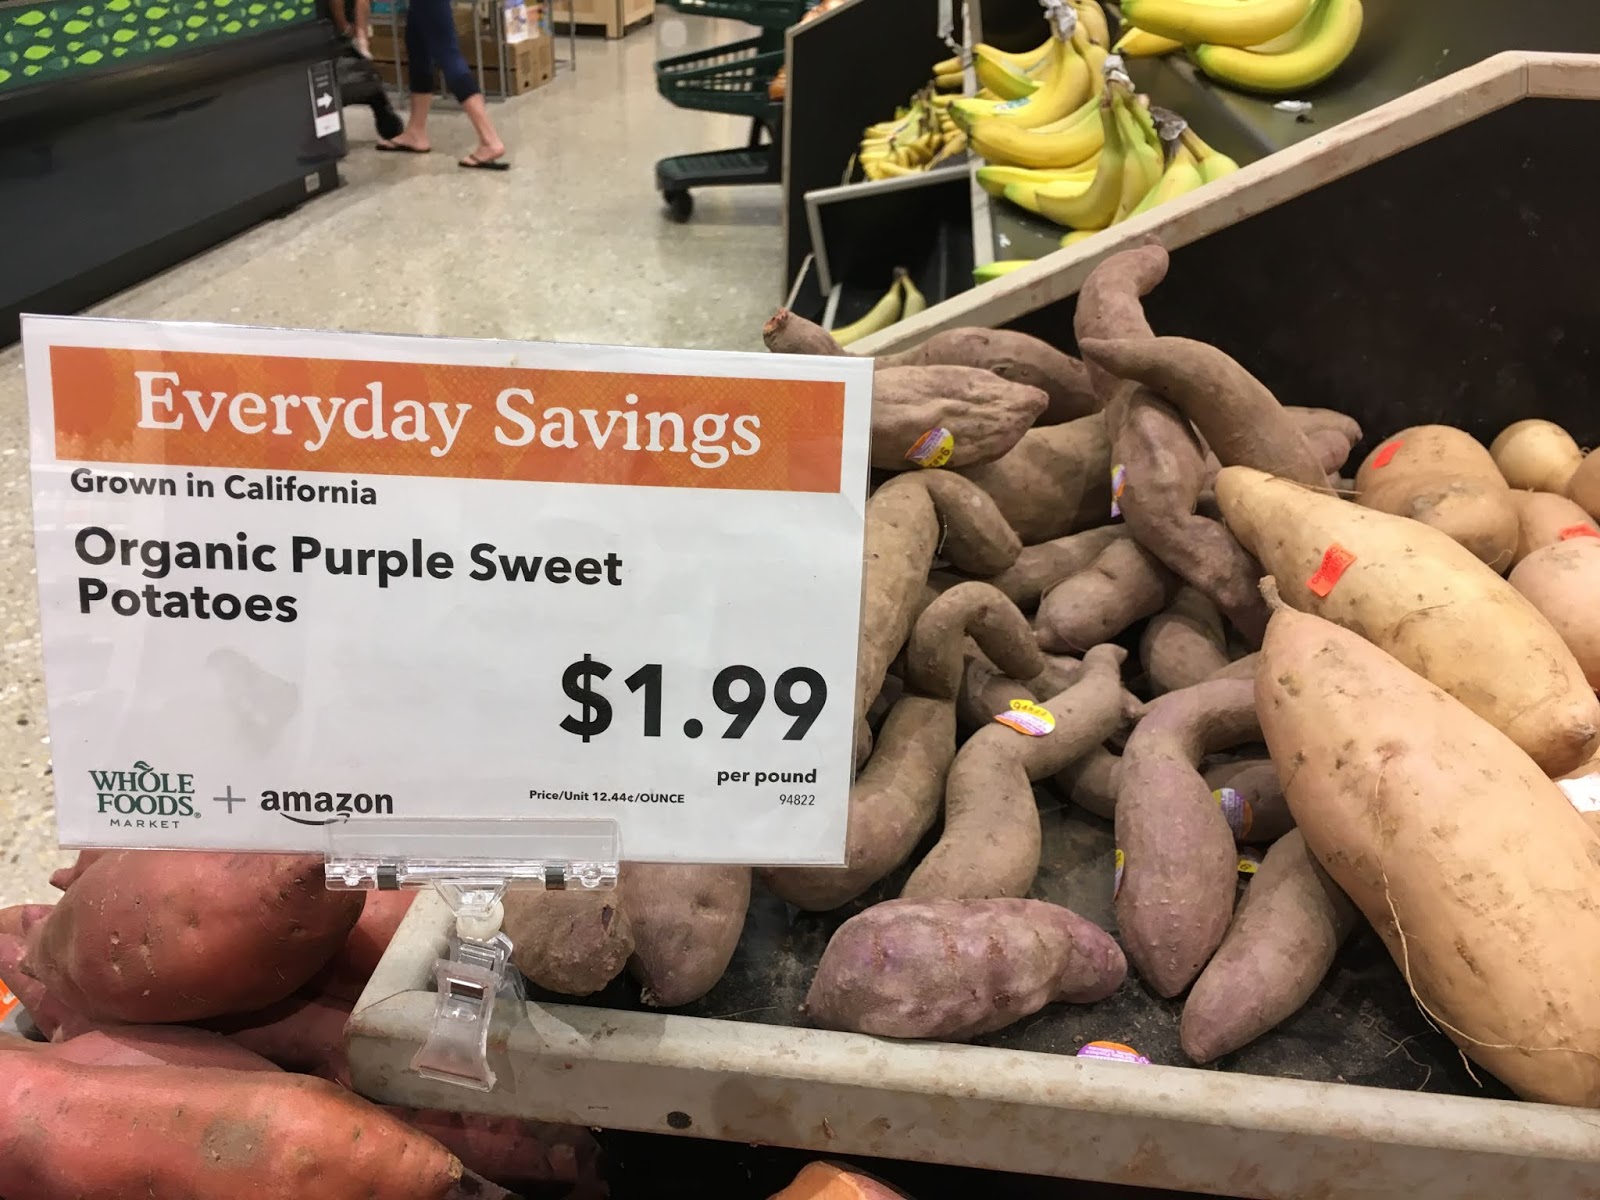 Everyday Savings
Grown in California
Organic Purple Sweet
Potatoes
$1.99
per pound
WHOLE
FOODS®
MARKET
+ amazon
Price/Unit 12.44¢/OUNCE
94822